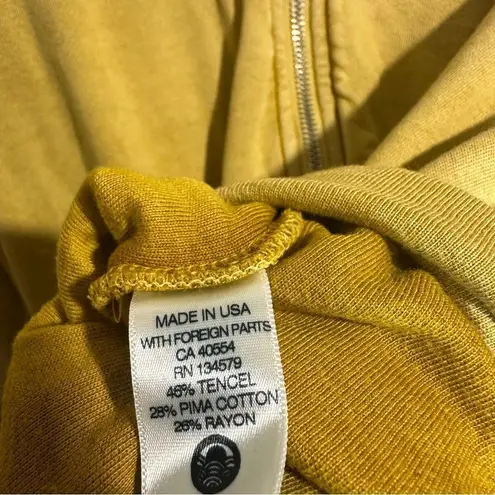 MADE IN USA
WITH FOREIGN PARTS
CA 40554
RN 134579
46% TENCEL
28% PIMA COTTON
26% RAYON